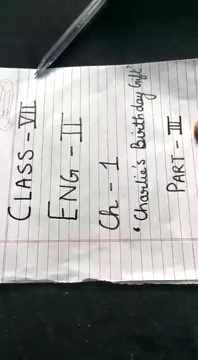 CLASS - VII
ENG - II
Ch - 1
• Charlie's Birthday Gift
PART - III